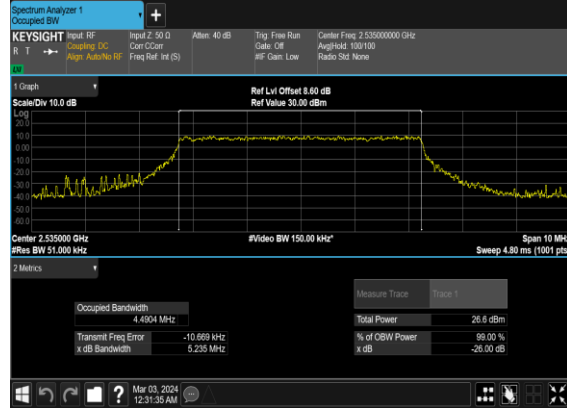 Spectrum Analyzer 1
Occupied BW
+
KEYSIGHT Input: RF Input Z: 50 Ω Atten: 40 dB Trig: Free Run Center Freq: 2.535000000 GHz
R T Coupling: DC Corr CCorr Gate: Off Avg|Hold: 100/100
Align: Auto/No RF Freq Ref: Int (S) #IF Gain: Low Radio Std: None
1 Graph
Ref Lvl Offset 8.60 dB
Scale/Div 10.0 dB Ref Value 30.00 dBm
Log
20.0
10.0
0.00
-10.0
-20.0
-30.0
-40.0
-50.0
-60.0
Center 2.535000 GHz #Video BW 150.00 kHz* Span 10 MHz
#Res BW 51.000 kHz Sweep 4.80 ms (1001 pts
2 Metrics
Measure Trace Trace 1
Occupied Bandwidth
4.4904 MHz
Total Power 26.6 dBm
Transmit Freq Error -10.669 kHz % of OBW Power 99.00 %
x dB Bandwidth 5.235 MHz x dB -26.00 dB
? Mar 03, 2024
12:31:35 AM